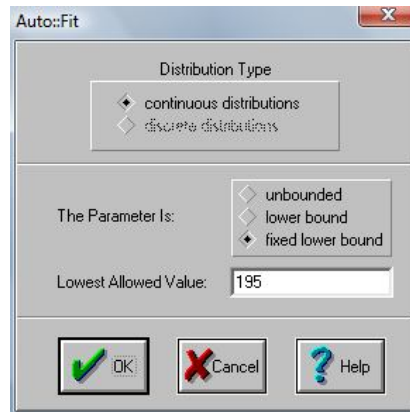 Auto::Fit
Distribution Type
continuous distributions
discrete distributions
The Parameter Is:
unbounded
lower bound
fixed lower bound
Lowest Allowed Value: 195
OK Cancel Help